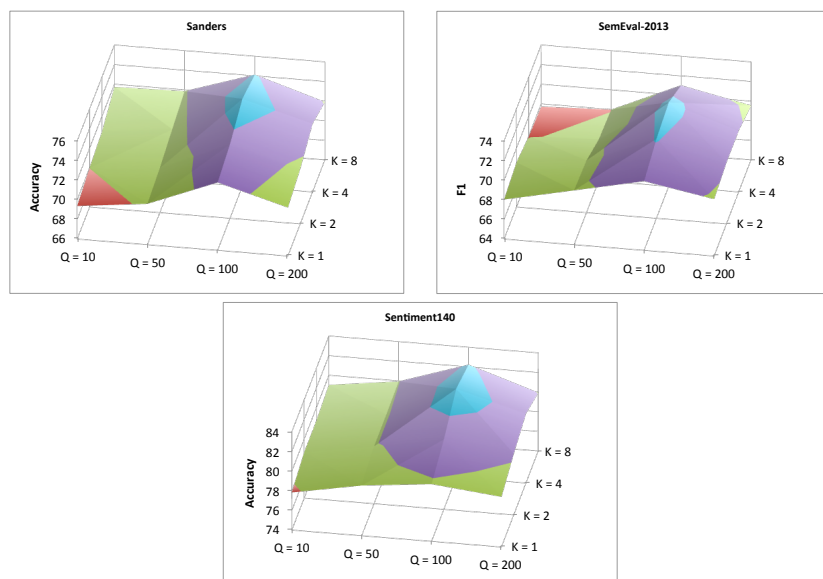 Sanders
76
74
72
70
68
66
Accuracy
Q = 10
Q = 50
Q = 100
Q = 200
K = 1
K = 2
K = 4
K = 8
SemEval-2013
74
72
70
68
66
64
F1
Q = 10
Q = 50
Q = 100
Q = 200
K = 1
K = 2
K = 4
K = 8
Sentiment140
84
82
80
78
76
74
Accuracy
Q = 10
Q = 50
Q = 100
Q = 200
K = 1
K = 2
K = 4
K = 8